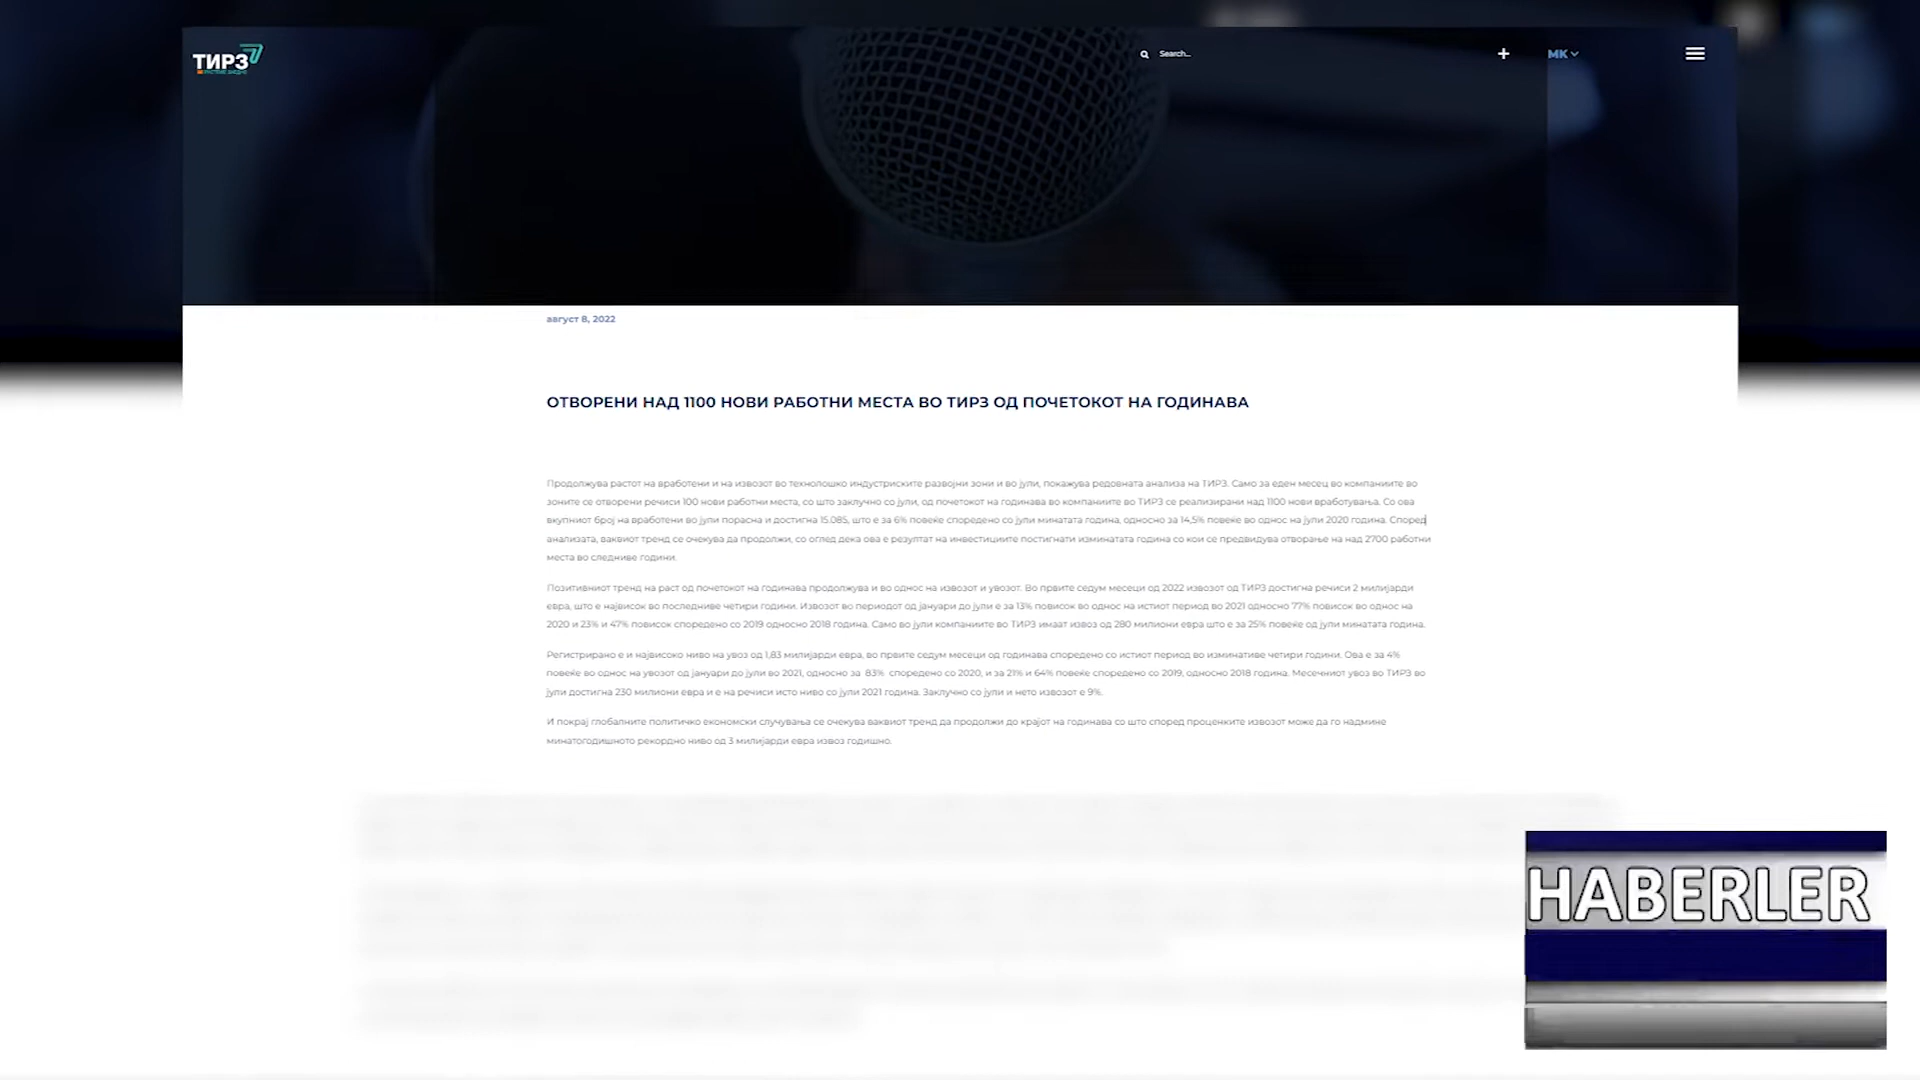 ТИРЗ
Search...
+
МК
август 8, 2022
ОТВОРЕНИ НАД 1100 НОВИ РАБОТНИ МЕСТА ВО ТИРЗ ОД ПОЧЕТОКОТ НА ГОДИНАВА
Продолжува растот на вработени и на извозот во технолошко индустриските развојни зони и во јули, покажува редовната анализа на ТИРЗ. Само за еден месец во компаниите во
зоните се отворени речиси 100 нови работни места, со што заклучно со јули, од почетокот на годинава во компаниите во ТИРЗ се реализирани над 1100 нови вработувања. Со ова
вкупниот број на вработени во јули порасна и достигна 15.085, што е за 6% повеќе споредено со јули минатата година, односно за 14,5% повеќе во однос на јули 2020 година. Според
анализата, ваквиот тренд се очекува да продолжи, со оглед дека ова е резултат на инвестициите постигнати изминатата година со кои се предвидува отворање на над 2700 работни
места во следниве години.
Позитивниот тренд на раст од почетокот на годинава продолжува и во однос на извозот и увозот. Во првите седум месеци од 2022 извозот од ТИРЗ достигна речиси 2 милијарди
евра, што е највисок во последниве четири години. Извозот во периодот од јануари до јули е за 13% повисок во однос на истиот период во 2021 односно 77% повисок во однос на
2020 и 23% и 47% повисок споредено со 2019 односно 2018 година. Само во јули компаниите во ТИРЗ имаат извоз од 280 милиони евра што е за 25% повеќе од јули минатата година.
Регистрирано е и највисоко ниво на увоз од 1,83 милијарди евра, во првите седум месеци од годинава споредено со истиот период во изминативе четири години. Ова е за 4%
повеќе во однос на увозот од јануари до јули во 2021, односно за 83% споредено со 2020, и за 21% и 64% повеќе споредено со 2019, односно 2018 година. Месечниот увоз во ТИРЗ во
јули достигна 230 милиони евра и е на речиси исто ниво со јули 2021 година. Заклучно со јули и нето извозот е 9%.
И покрај глобалните политичко економски случувања се очекува ваквиот тренд да продолжи до крајот на годинава со што според проценките извозот може да го надмине
минатогодишното рекордно ниво од 3 милијарди евра извоз годишно.
HABERLER